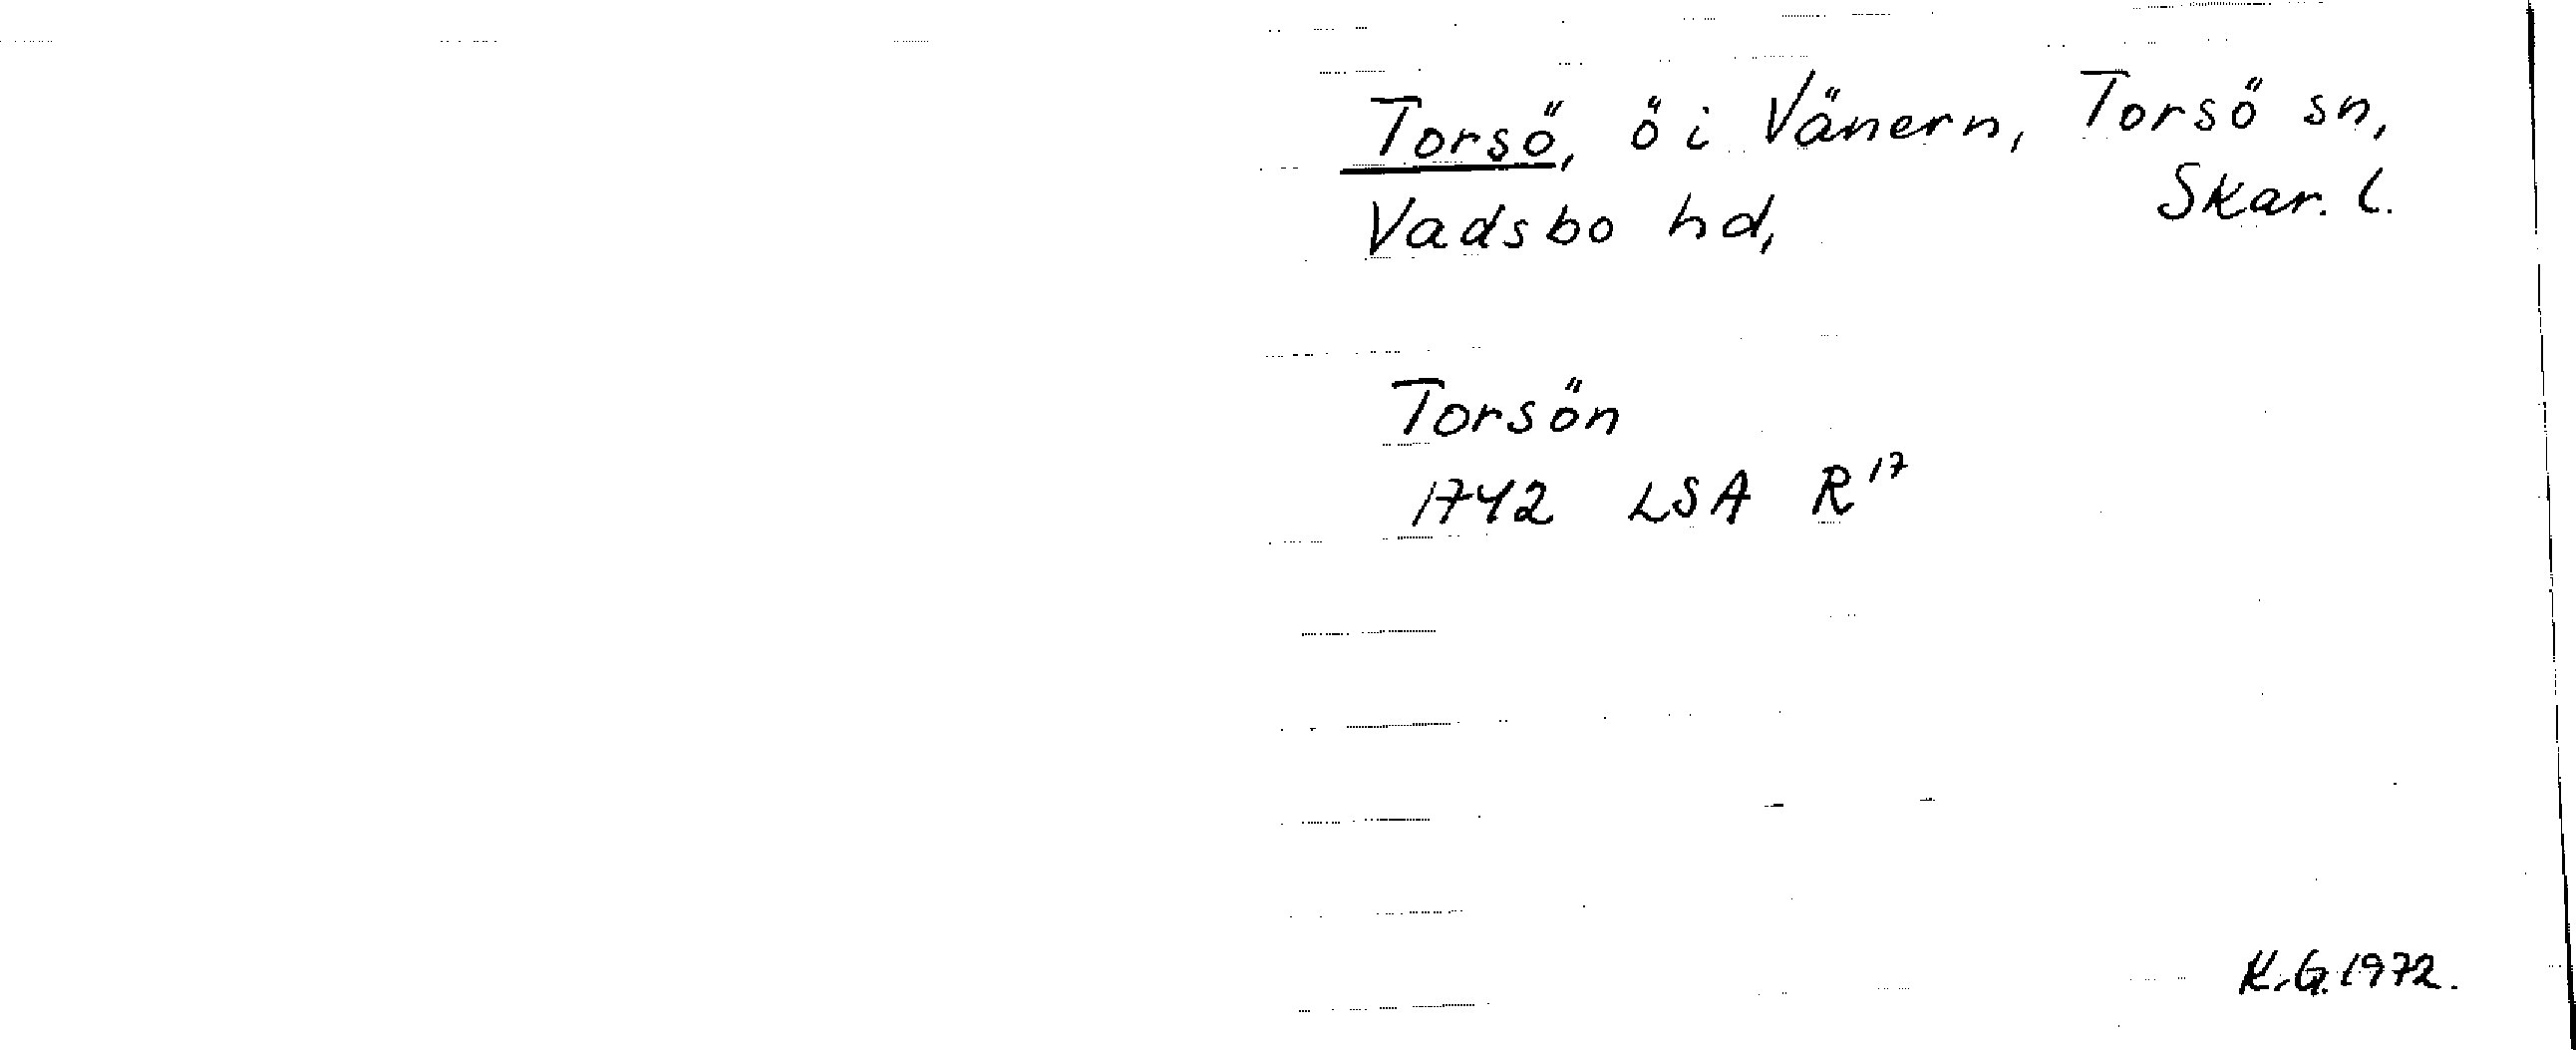 Torsö, ö i Vänern, Torsö sn,
Vadsbo hd, Skar. l.
Torsön
1742 LSA R¹⁷
K.G. 1972.